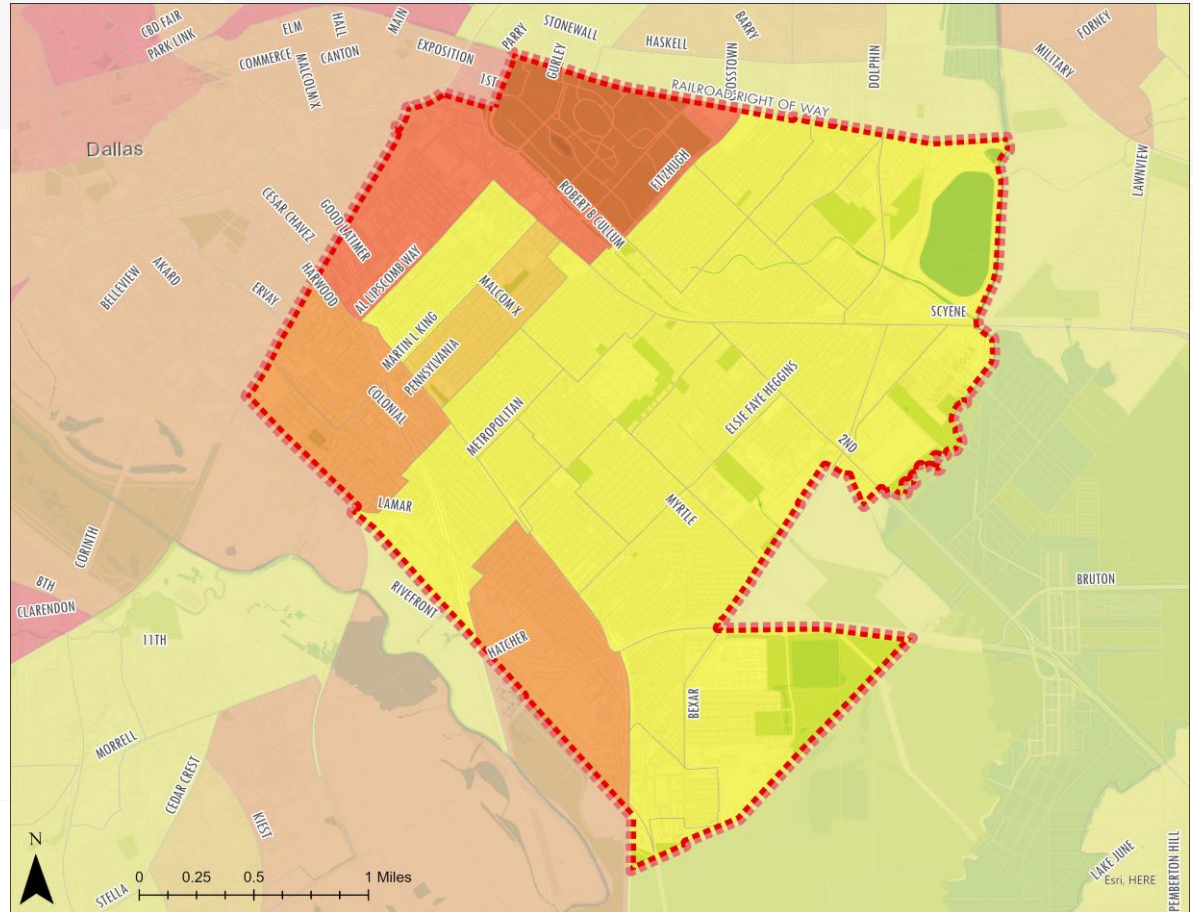 CBD FAIR
PARK LINK
ELM
HALL
MAIN
COMMERCE
MALCOLM X
CANTON
EXPOSITION
1ST
PARRY
STONEWALL
GURLEY
HASKELL
BARRY
OSSTOWN
DOLPHIN
MILITARY
FORNEY
RAILROAD RIGHT OF WAY
LAWNVIEW
Dallas
FITZHUGH
ROBERT B CULLUM
CESAR CHAVEZ
GOOD LATIMER
BELLEVIEW
AKARD
ERVAY
HARWOOD
AL LIPSCOMB WAY
MALCOM X
MARTIN L KING
PENNSYLVANIA
COLONIAL
SCYENE
METROPOLITAN
ELSIE FAYE HEGGINS
2ND
LAMAR
MYRTLE
CORINTH
8TH
CLARENDON
11TH
RIVERFRONT
BRUTON
HATCHER
BEXAR
MORRELL
CEDAR CREST
KIEST
STELLA
LAKE JUNE
PEMBERTON HILL
N
0 0.25 0.5 1 Miles
Esri, HERE